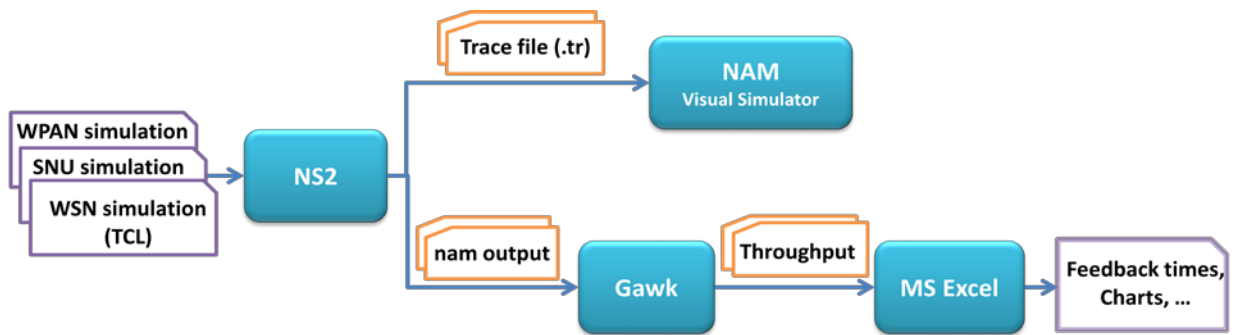 Trace file (.tr)
NAM
Visual Simulator
WPAN simulation
SNU simulation
WSN simulation
(TCL)
NS2
nam output
Gawk
Throughput
MS Excel
Feedback times,
Charts, ...